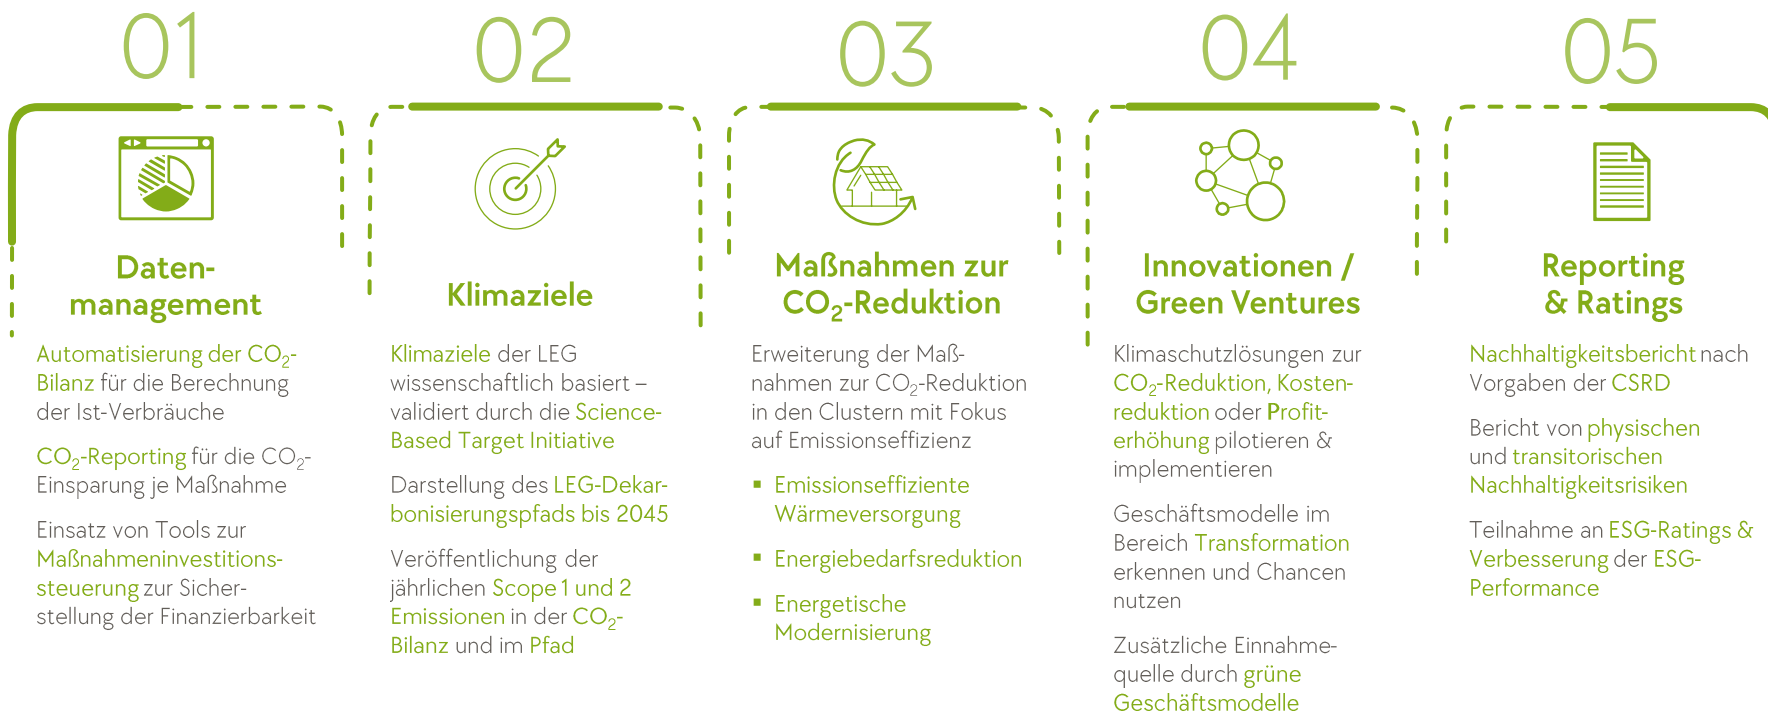 01
Daten-
management
Automatisierung der CO₂-
Bilanz für die Berechnung
der Ist-Verbräuche
CO₂-Reporting für die CO₂-
Einsparung je Maßnahme
Einsatz von Tools zur
Maßnahmeninvestitions-
steuerung zur Sicher-
stellung der Finanzierbarkeit
02
Klimaziele
Klimaziele der LEG
wissenschaftlich basiert –
validiert durch die Science-
Based Target Initiative
Darstellung des LEG-Dekar-
bonisierungspfads bis 2045
Veröffentlichung der
jährlichen Scope 1 und 2
Emissionen in der CO₂-
Bilanz und im Pfad
03
Maßnahmen zur
CO₂-Reduktion
Erweiterung der Maß-
nahmen zur CO₂-Reduktion
in den Clustern mit Fokus
auf Emissionseffizienz
▪ Emissionseffiziente
Wärmeversorgung
▪ Energiebedarfsreduktion
▪ Energetische
Modernisierung
04
Innovationen /
Green Ventures
Klimaschutzlösungen zur
CO₂-Reduktion, Kosten-
reduktion oder Profit-
erhöhung pilotieren &
implementieren
Geschäftsmodelle im
Bereich Transformation
erkennen und Chancen
nutzen
Zusätzliche Einnahme-
quelle durch grüne
Geschäftsmodelle
05
Reporting
& Ratings
Nachhaltigkeitsbericht nach
Vorgaben der CSRD
Bericht von physischen
und transitorischen
Nachhaltigkeitsrisiken
Teilnahme an ESG-Ratings &
Verbesserung der ESG-
Performance